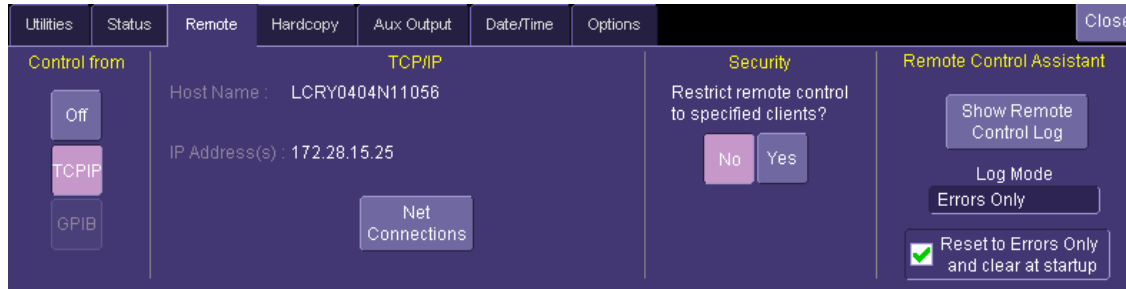 Utilities Status Remote Hardcopy Aux Output Date/Time Options Close
Control from
Off
TCPIP
GPIB
TCP/IP
Host Name : LCRY0404N11056
IP Address(s) : 172.28.15.25
Net
Connections
Security
Restrict remote control
to specified clients?
No Yes
Remote Control Assistant
Show Remote
Control Log
Log Mode
Errors Only
Reset to Errors Only
and clear at startup